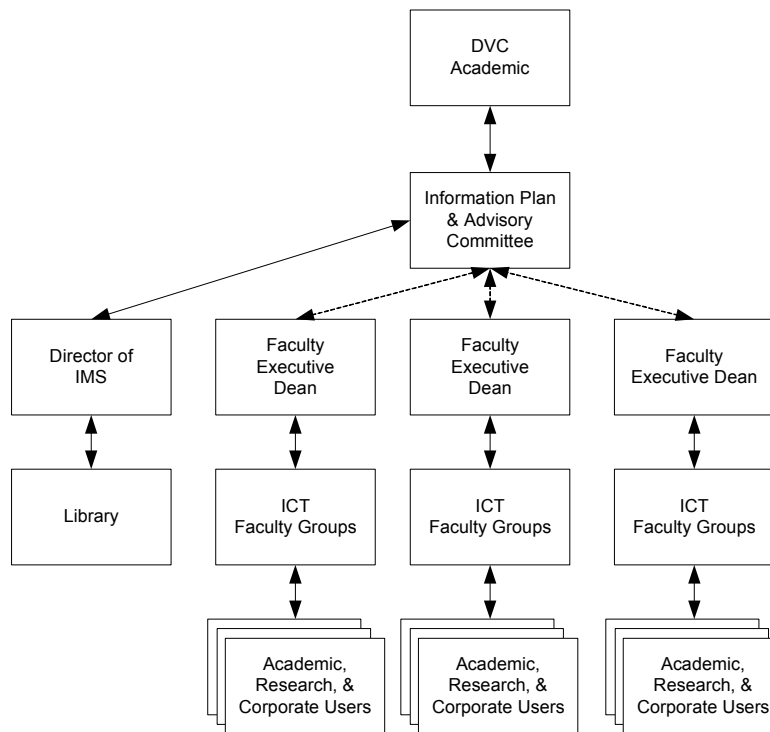 DVC
Academic
Information Plan
& Advisory
Committee
Director of
IMS
Faculty
Executive
Dean
Faculty
Executive
Dean
Faculty
Executive Dean
Library
ICT
Faculty Groups
ICT
Faculty Groups
ICT
Faculty Groups
Academic,
Research, &
Corporate Users
Academic,
Research, &
Corporate Users
Academic,
Research, &
Corporate Users